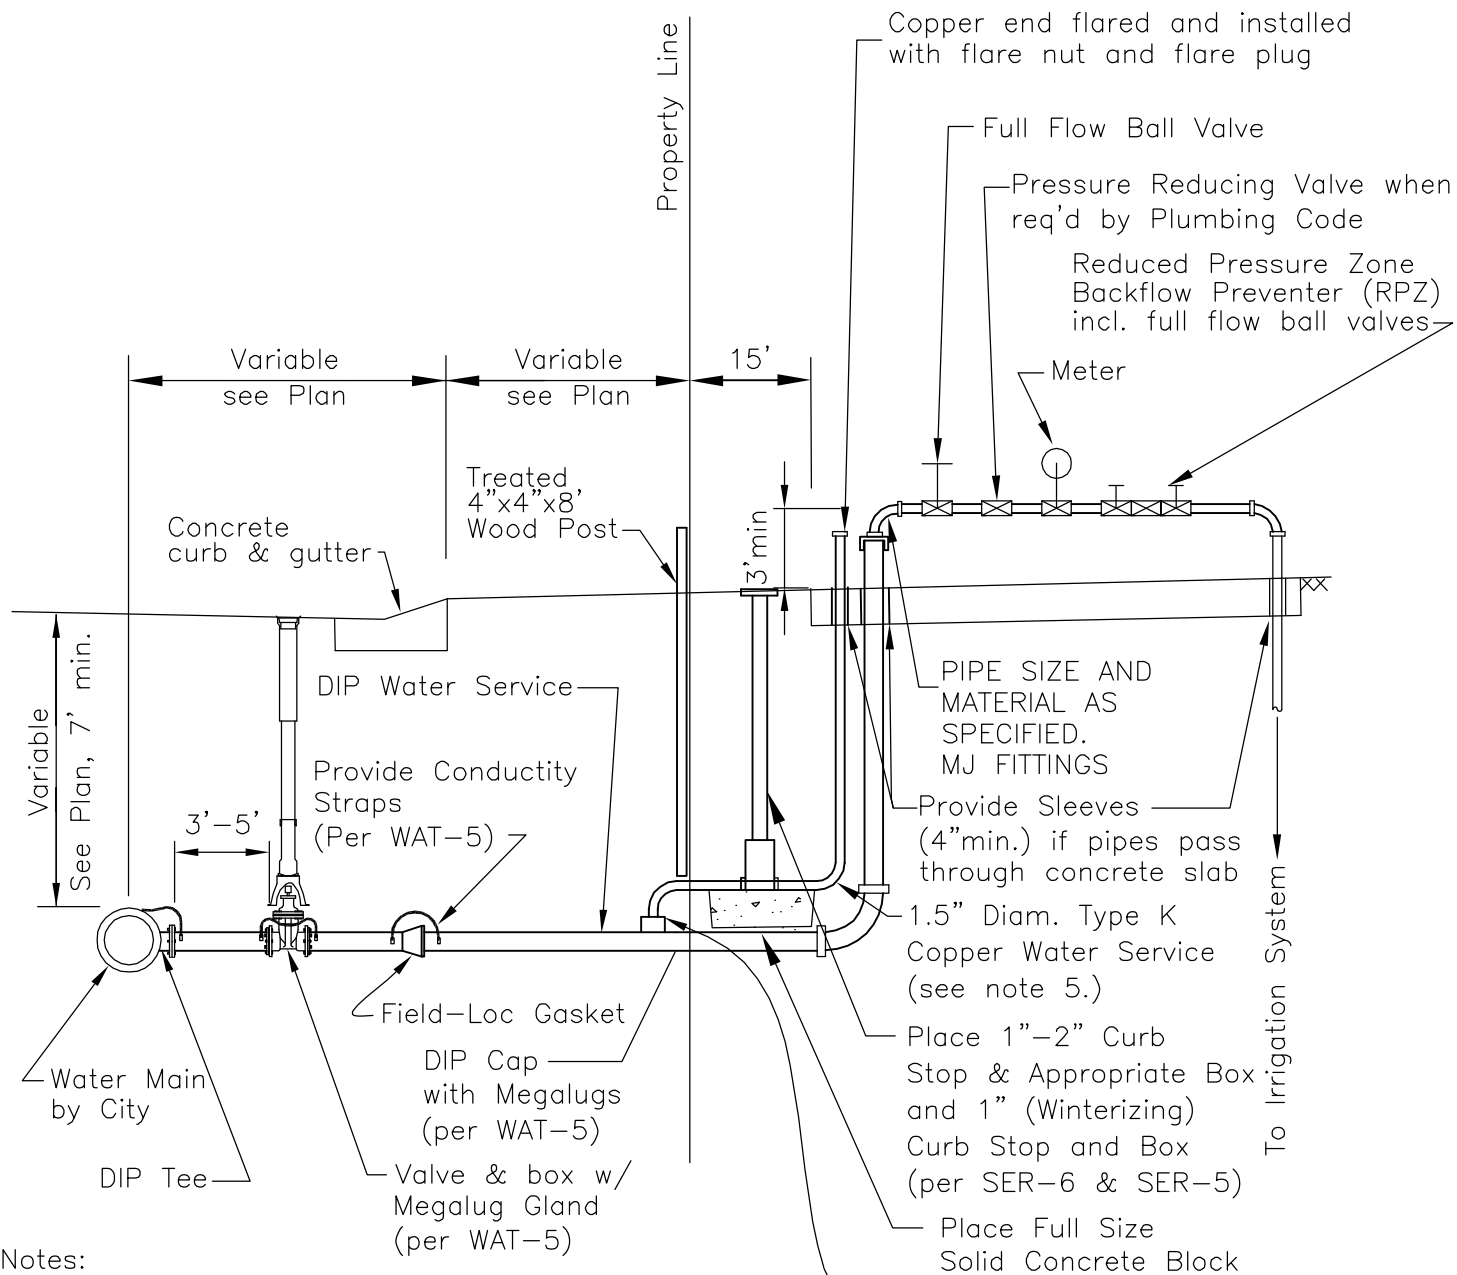 Copper end flared and installed
with flare nut and flare plug
Property Line
Full Flow Ball Valve
Pressure Reducing Valve when
req'd by Plumbing Code
Reduced Pressure Zone
Backflow Preventer (RPZ)
incl. full flow ball valves
Variable
see Plan
Variable
see Plan
15'
Meter
Treated
4"x4"x8'
Wood Post
Concrete
curb & gutter
3'min
XX
DIP Water Service
PIPE SIZE AND
MATERIAL AS
SPECIFIED.
MJ FITTINGS
Variable
See Plan, 7' min.
Provide Conductity
Straps
(Per WAT-5)
3'-5'
Provide Sleeves
(4"min.) if pipes pass
through concrete slab
1.5" Diam. Type K
Copper Water Service
(see note 5.)
To Irrigation System
Field-Loc Gasket
Place 1"-2" Curb
Stop & Appropriate Box
and 1" (Winterizing)
Curb Stop and Box
(per SER-6 & SER-5)
DIP Cap
with Megalugs
(per WAT-5)
Water Main
by City
DIP Tee
Valve & box w/
Megalug Gland
(per WAT-5)
Place Full Size
Solid Concrete Block
Notes: